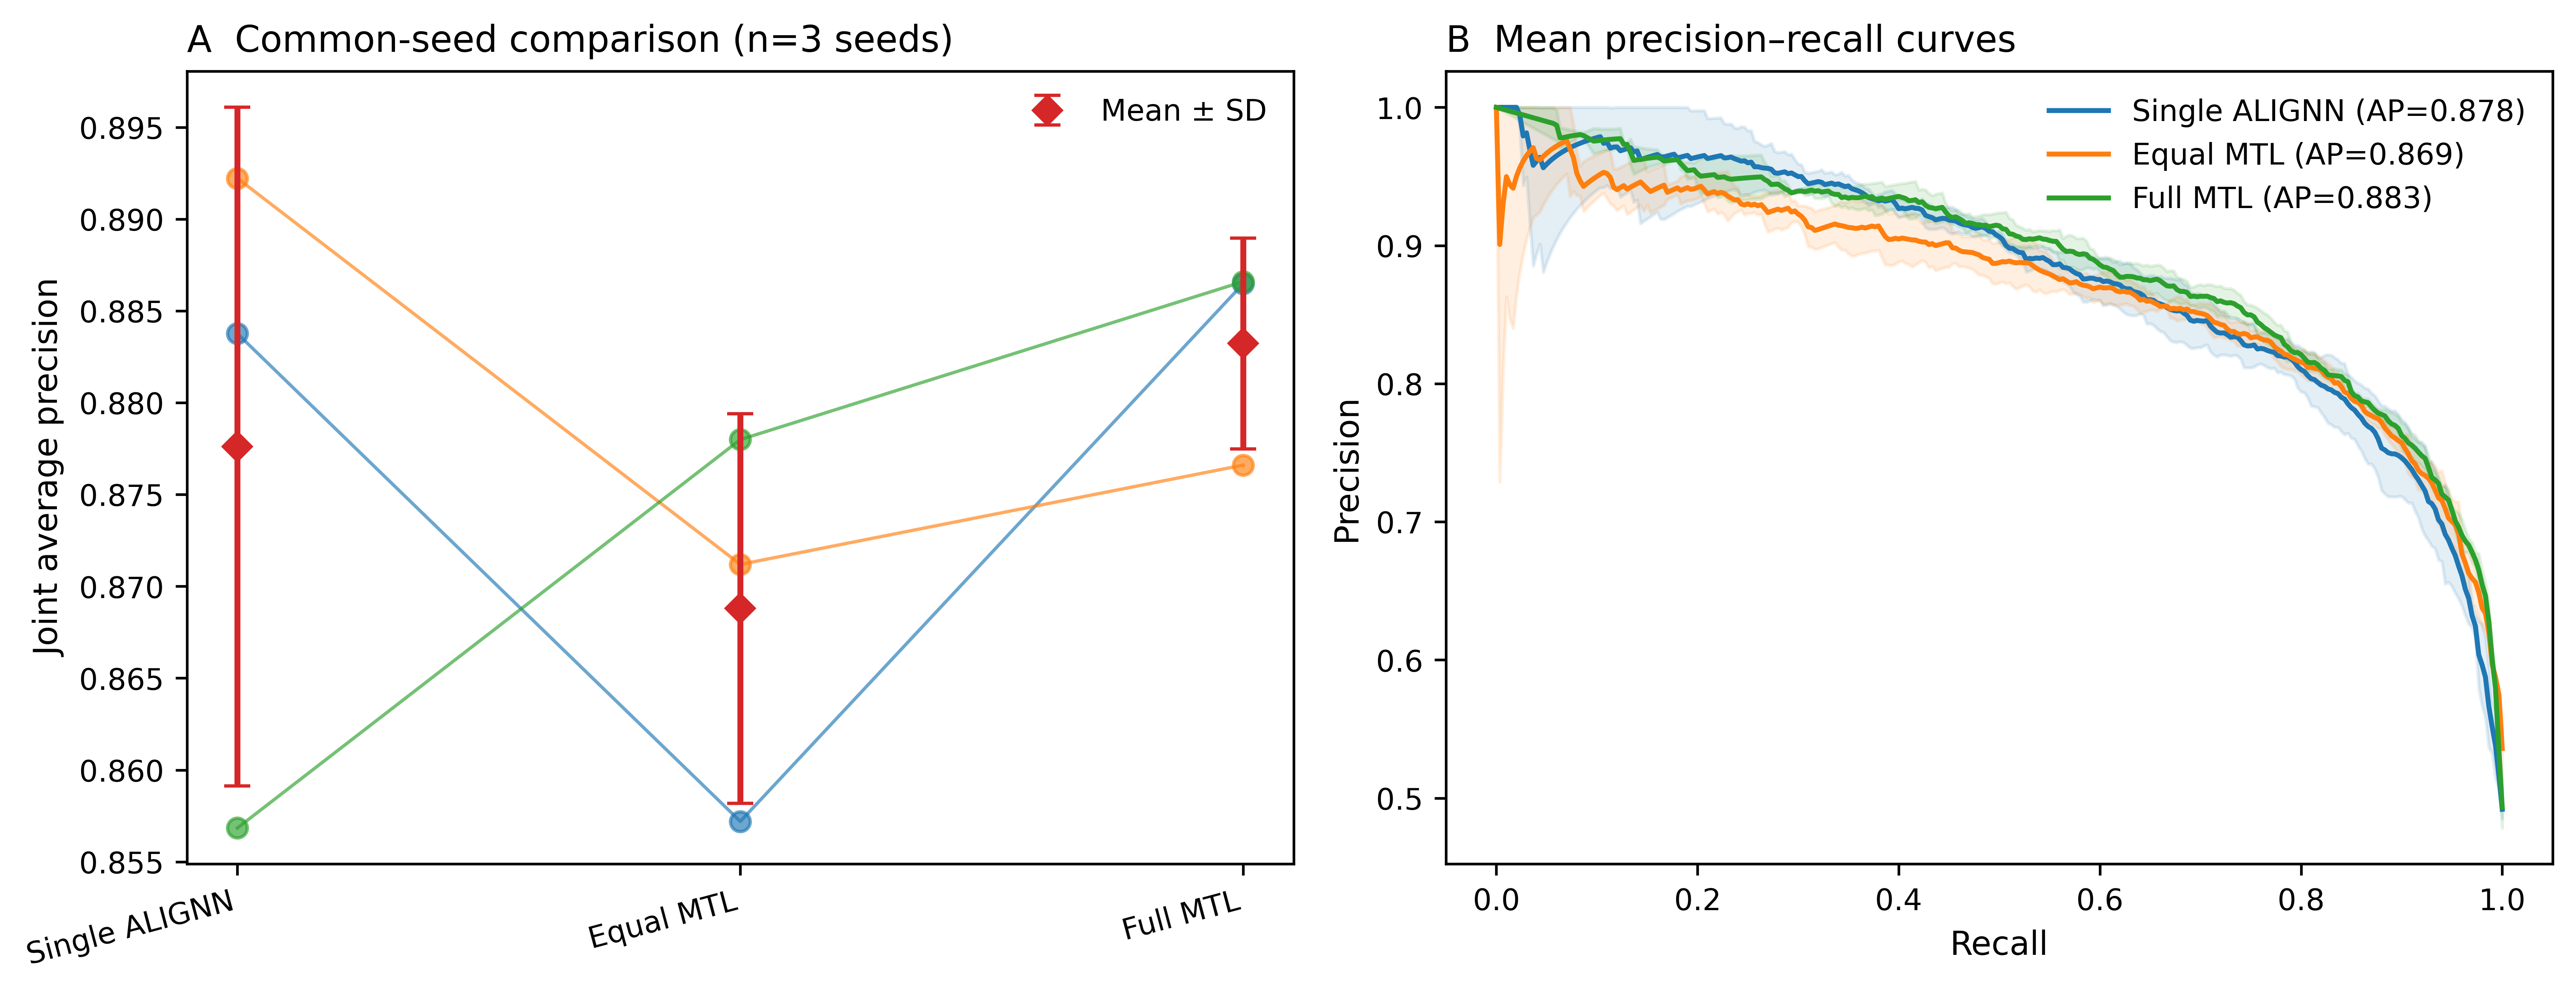 A Common-seed comparison (n=3 seeds)
Mean ± SD
Joint average precision
0.895
0.890
0.885
0.880
0.875
0.870
0.865
0.860
0.855
Single ALIGNN
Equal MTL
Full MTL
B Mean precision–recall curves
Single ALIGNN (AP=0.878)
Equal MTL (AP=0.869)
Full MTL (AP=0.883)
Precision
1.0
0.9
0.8
0.7
0.6
0.5
0.0
0.2
0.4
0.6
0.8
1.0
Recall